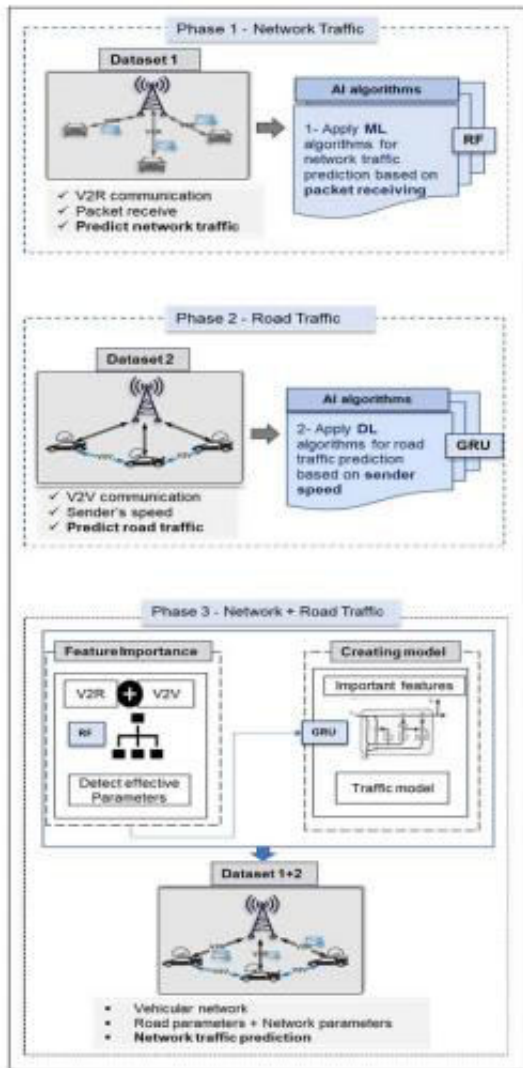 Phase 1 - Network Traffic
Dataset 1
✓ V2R communication
✓ Packet receive
✓ Predict network traffic
AI algorithms
1- Apply ML
algorithms for
network traffic
prediction based on
packet receiving
RF
Phase 2 - Road Traffic
Dataset 2
✓ V2V communication
✓ Sender's speed
✓ Predict road traffic
AI algorithms
2- Apply DL
algorithms for road
traffic prediction
based on sender
speed
GRU
Phase 3 - Network + Road Traffic
Feature Importance
V2R + V2V
RF
Detect effective
Parameters
Creating model
Important features
GRU
Traffic model
Dataset 1+2
• Vehicular network
• Road parameters + Network parameters
• Network traffic prediction